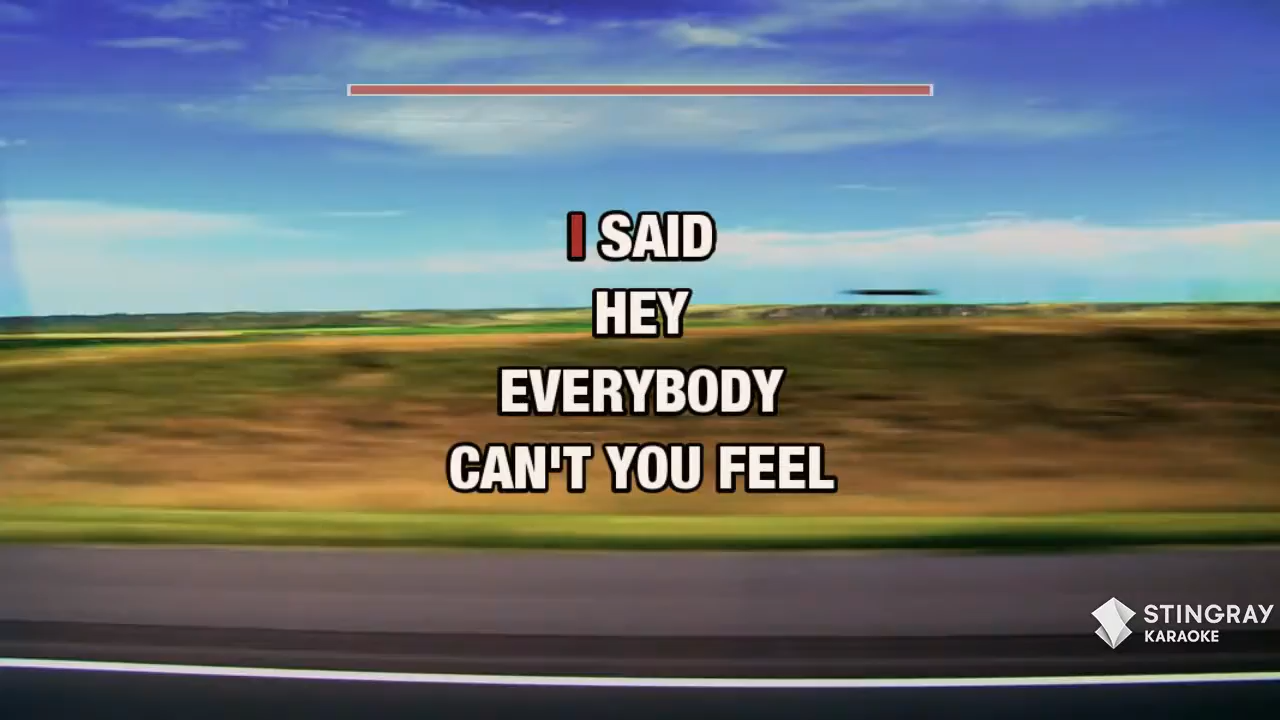 I SAID
HEY
EVERYBODY
CAN'T YOU FEEL
STINGRAY
KARAOKE